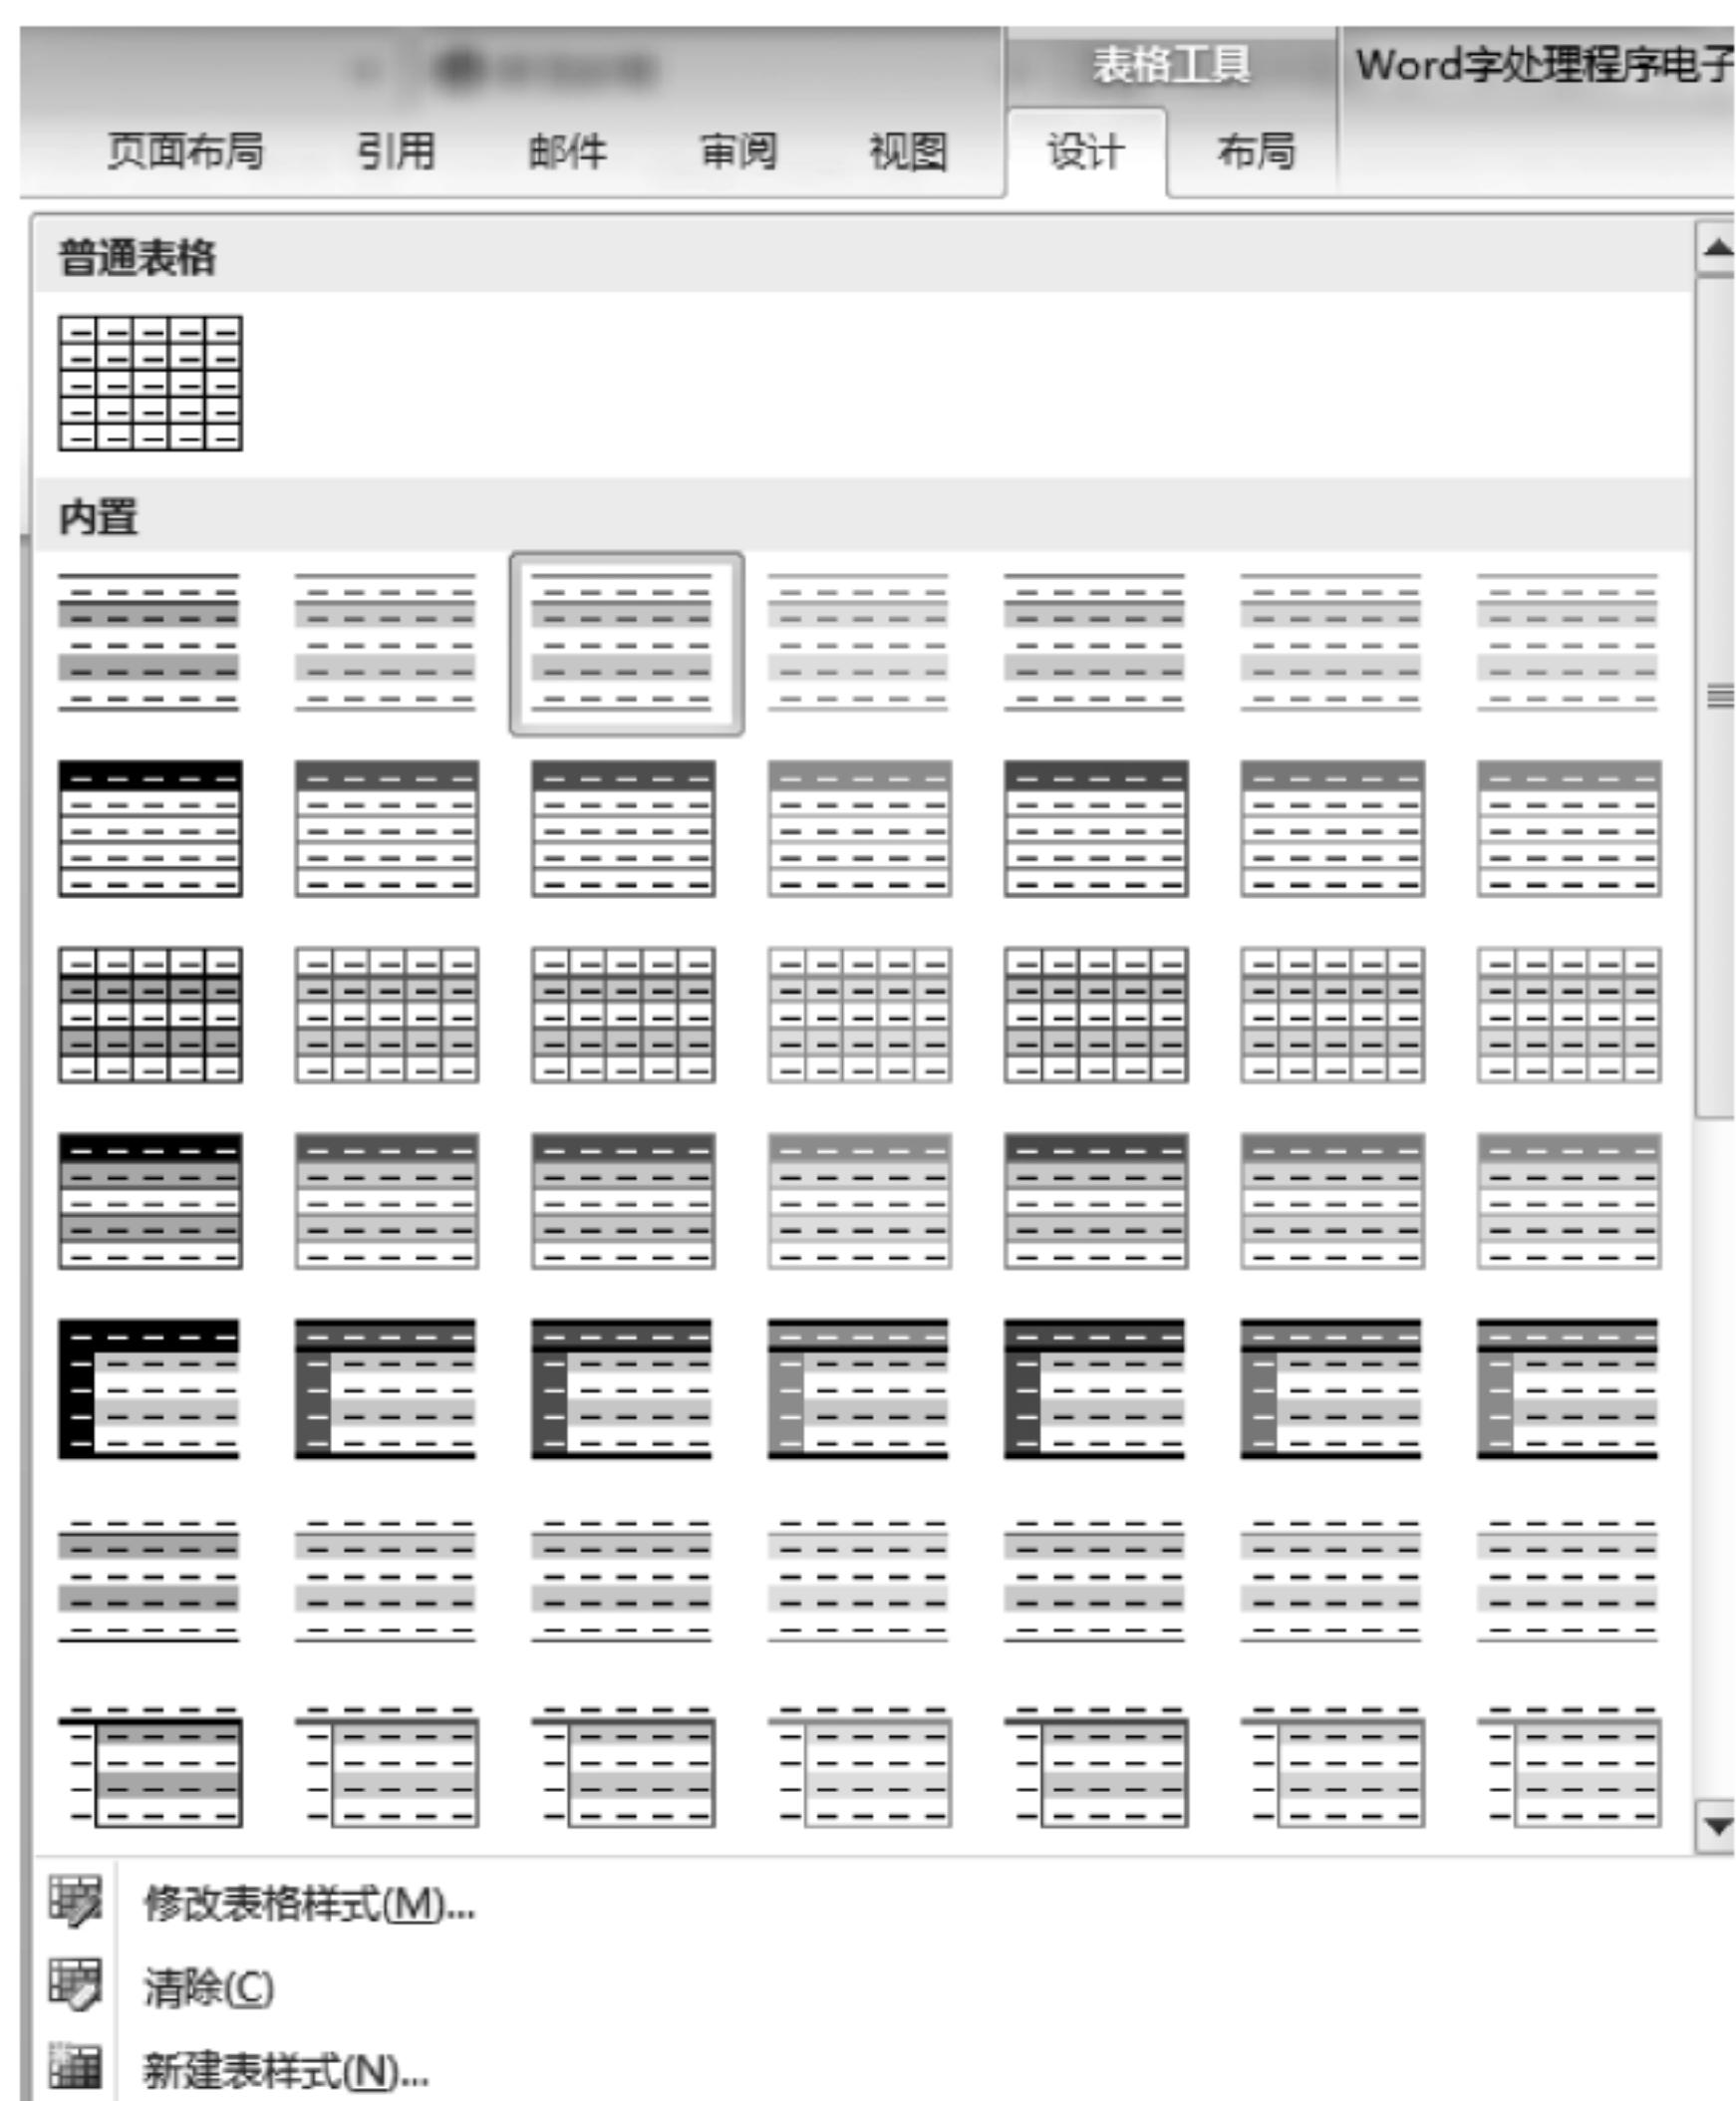 表格工具 Word字处理程序电子
页面布局 引用 邮件 审阅 视图 设计 布局
普通表格
内置
修改表格样式(M)...
清除(C)
新建表样式(N)...